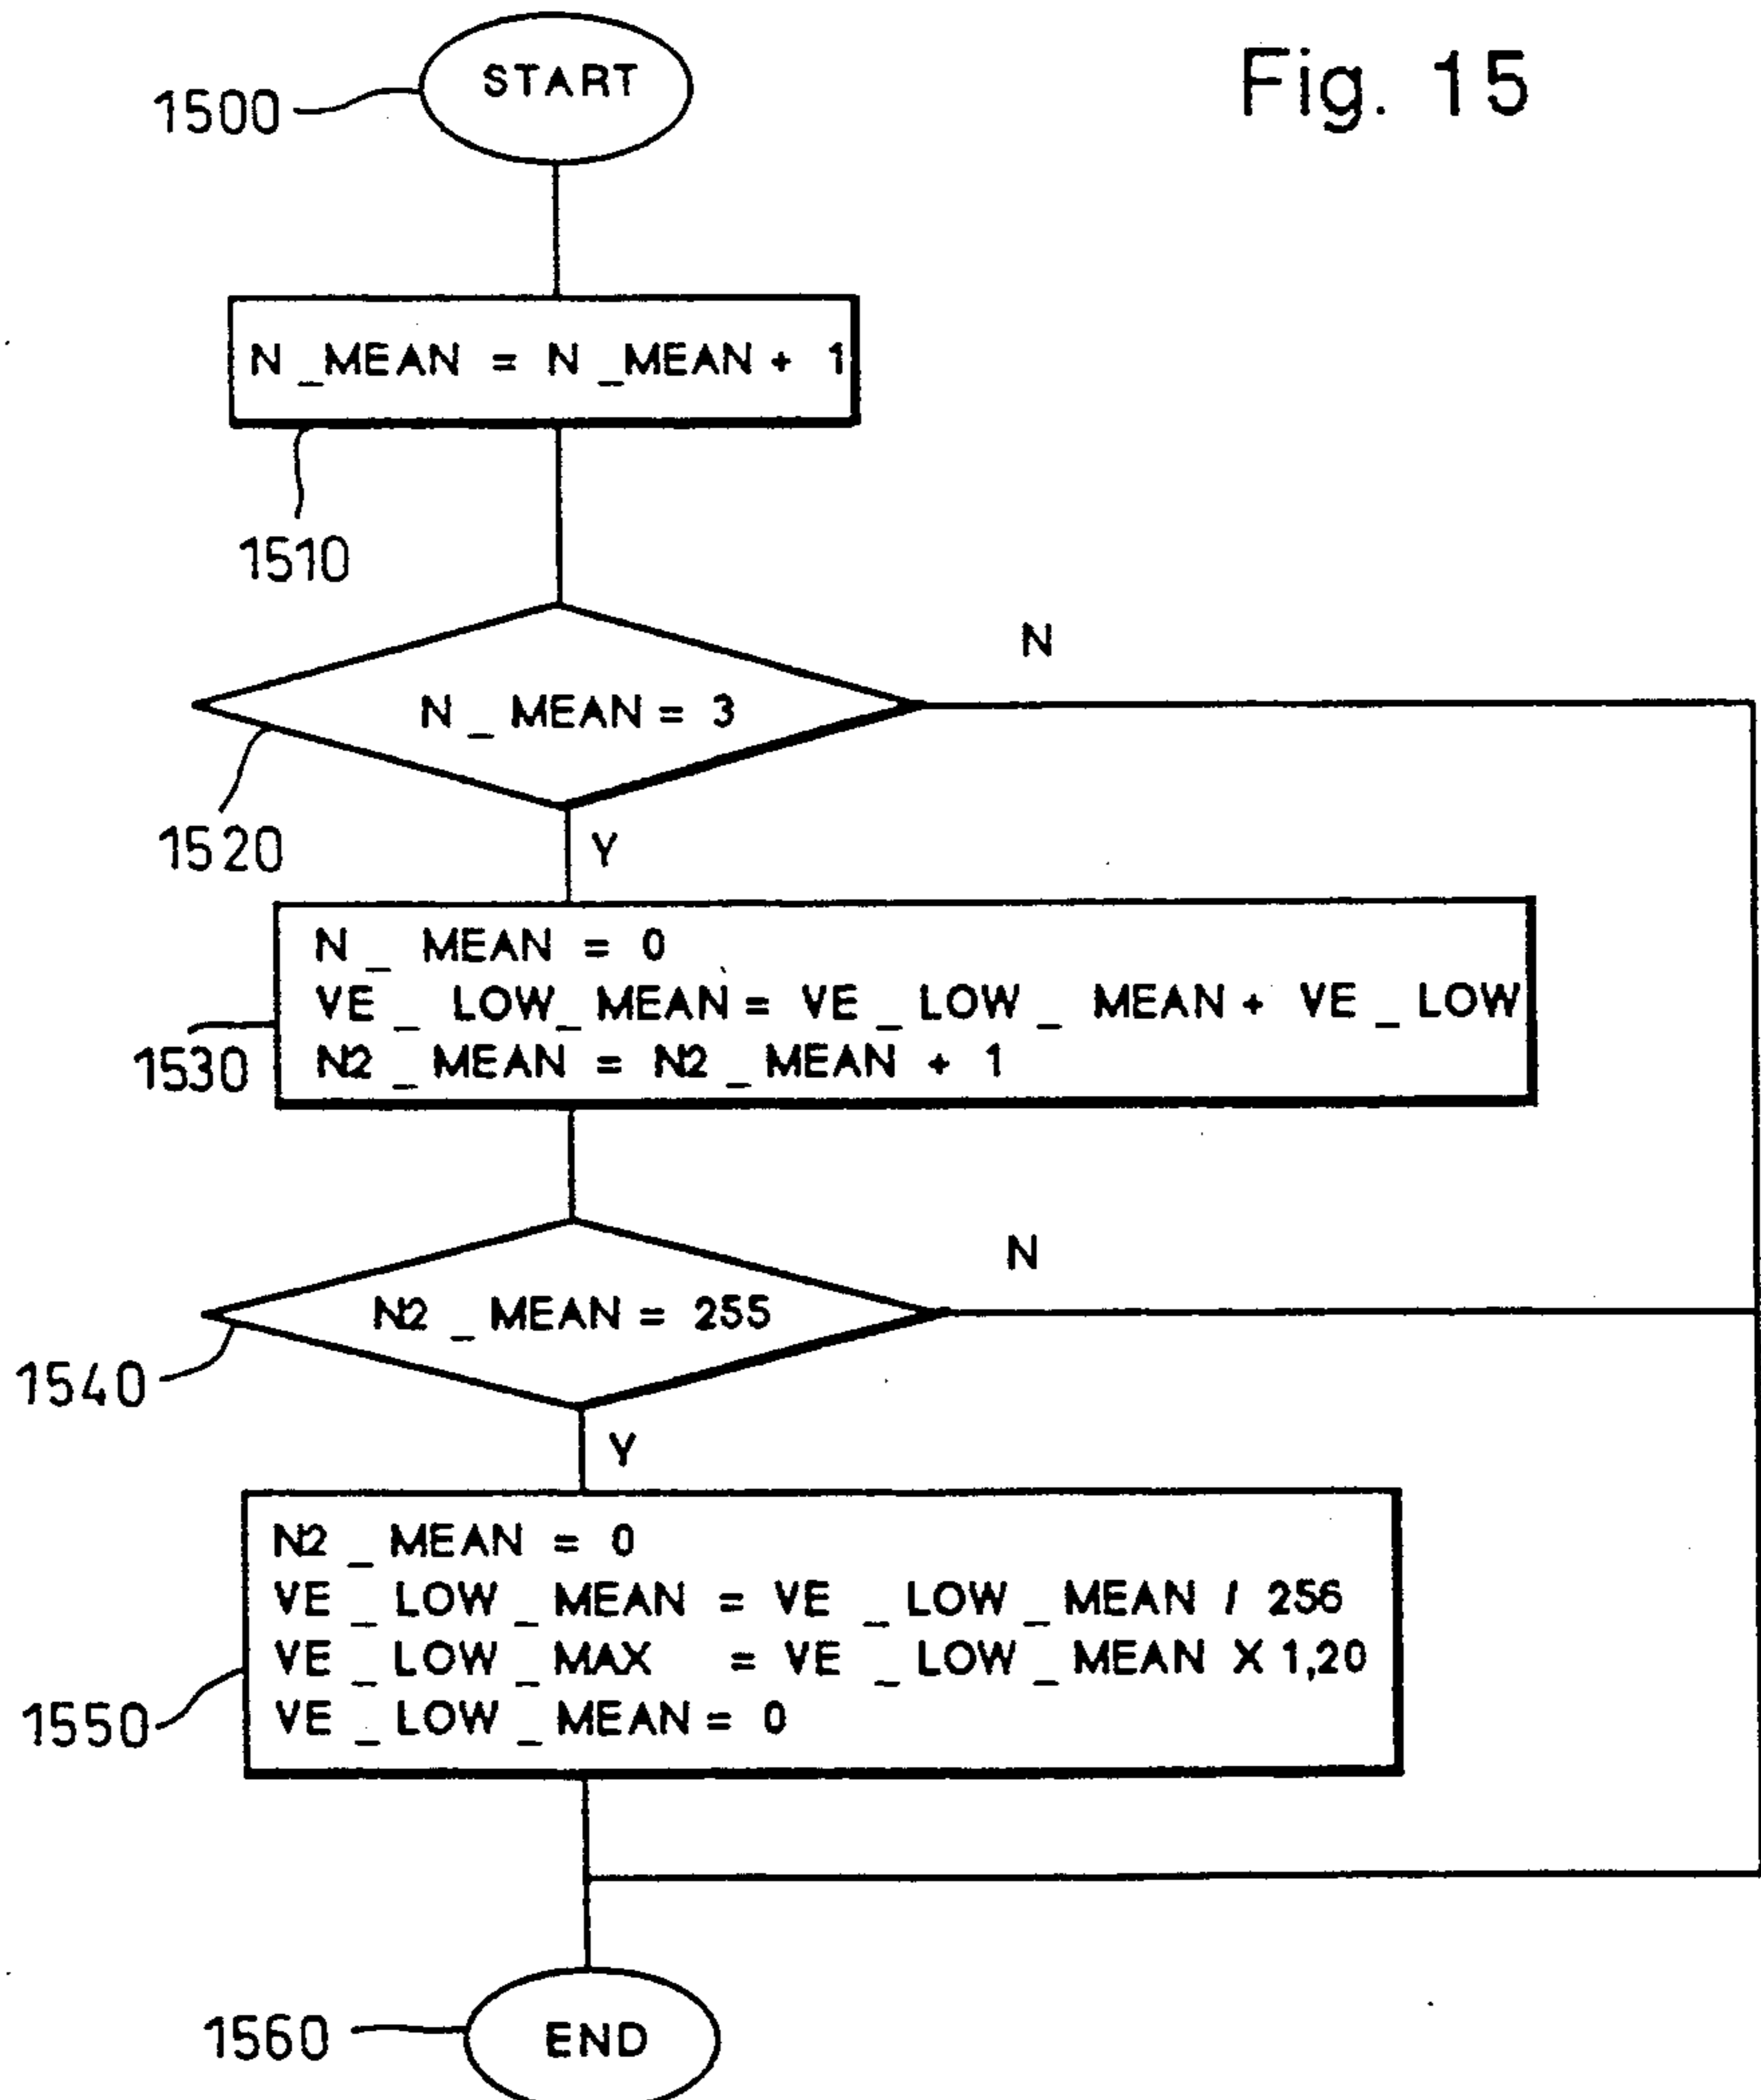 Fig. 15
START
1500
N _MEAN = N _MEAN + 1
1510
N _ MEAN = 3
N
1520
Y
N _ MEAN = 0
VE _ LOW_MEAN = VE _ LOW _ MEAN + VE _ LOW
N2 _ MEAN = N2 _ MEAN + 1
1530
N2 _ MEAN = 255
N
1540
Y
N2 _ MEAN = 0
VE _ LOW _ MEAN = VE _ LOW _ MEAN / 256
VE _ LOW _ MAX = VE _ LOW _ MEAN X 1,20
VE _ LOW _ MEAN = 0
1550
1560
END